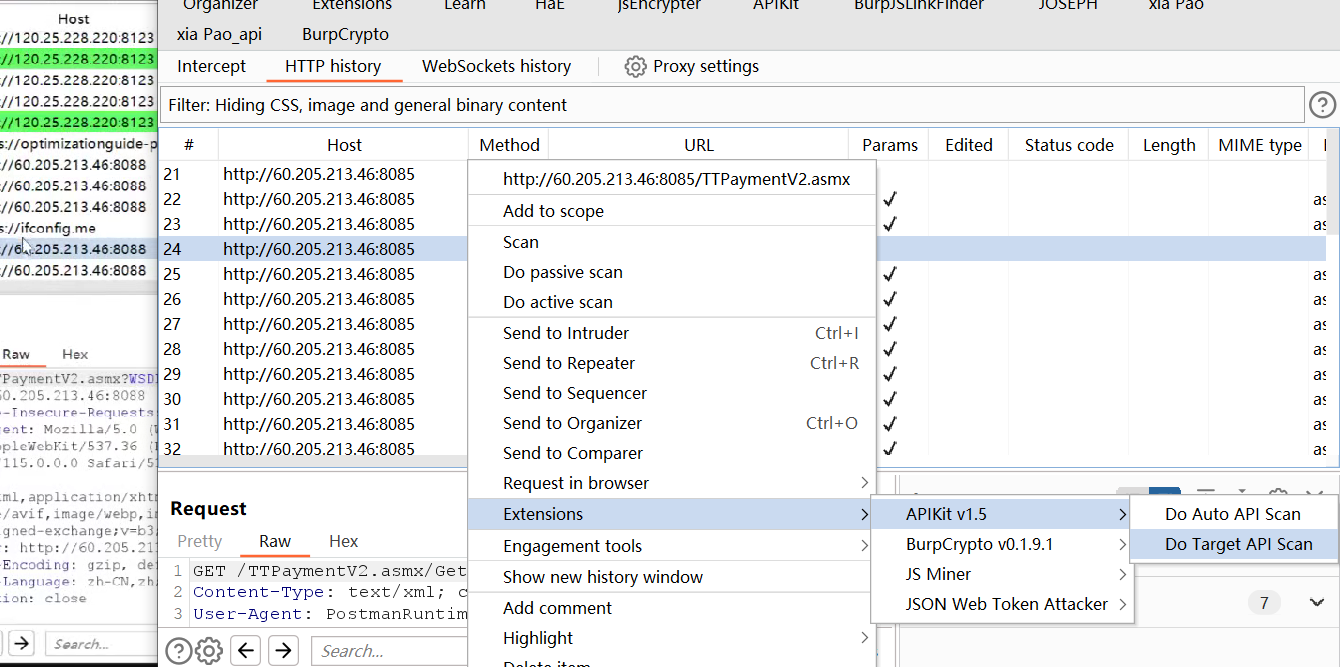 Host
://120.25.228.220:8123
://120.25.228.220:8123
://120.25.228.220:8123
://120.25.228.220:8123
://120.25.228.220:8123
s://optimizationguide-p
://60.205.213.46:8088
://60.205.213.46:8088
://60.205.213.46:8088
s://ifconfig.me
://60.205.213.46:8088
://60.205.213.46:8088
Raw Hex
TPaymentV2.asmx?WSD
60.205.213.46:8088
e-Insecure-Requests
gent: Mozilla/5.0 (W
ppleWebKit/537.36 (
/115.0.0.0 Safari/5
ml,application/xht
e/avif,image/webp,i
igned-exchange;v=b3
r: http://60.205.21
-Encoding: gzip, de
-Language: zh-CN,zh
tion: close
Search...
Organizer Extensions Learn HaE jsEncrypter APIKit BurpJSLinkFinder JOSEPH xia Pao
xia Pao_api BurpCrypto
Intercept HTTP history WebSockets history Proxy settings
Filter: Hiding CSS, image and general binary content
# Host Method URL Params Edited Status code Length MIME type
21 http://60.205.213.46:8085
22 http://60.205.213.46:8085 ✓ as
23 http://60.205.213.46:8085 ✓ as
24 http://60.205.213.46:8085
25 http://60.205.213.46:8085 ✓ as
26 http://60.205.213.46:8085 ✓ as
27 http://60.205.213.46:8085 ✓ as
28 http://60.205.213.46:8085 ✓ as
29 http://60.205.213.46:8085 ✓ as
30 http://60.205.213.46:8085 ✓ as
31 http://60.205.213.46:8085 ✓ as
32 http://60.205.213.46:8085 ✓ as
http://60.205.213.46:8085/TTPaymentV2.asmx
Add to scope
Scan
Do passive scan
Do active scan
Send to Intruder Ctrl+I
Send to Repeater Ctrl+R
Send to Sequencer
Send to Organizer Ctrl+O
Send to Comparer
Request in browser
Extensions
Engagement tools
Show new history window
Add comment
Highlight
Delete item
APIKit v1.5
BurpCrypto v0.1.9.1
JS Miner
JSON Web Token Attacker
Do Auto API Scan
Do Target API Scan
7
Request
Pretty Raw Hex
1 GET /TTPaymentV2.asmx/Get
2 Content-Type: text/xml; c
3 User-Agent: PostmanRuntim
Search...